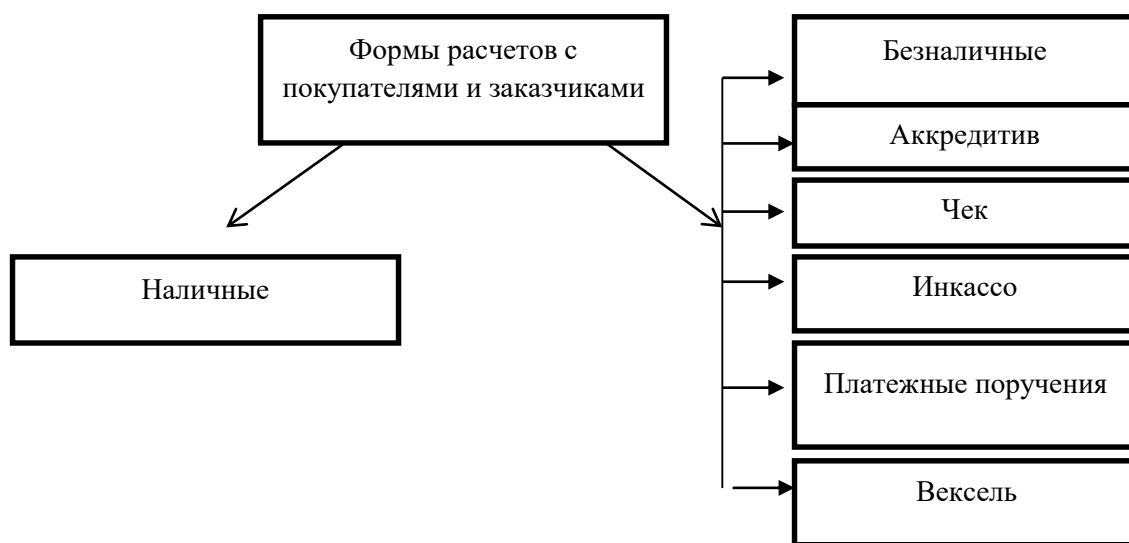 Формы расчетов с
покупателями и заказчиками
Наличные
Безналичные
Аккредитив
Чек
Инкассо
Платежные поручения
Вексель